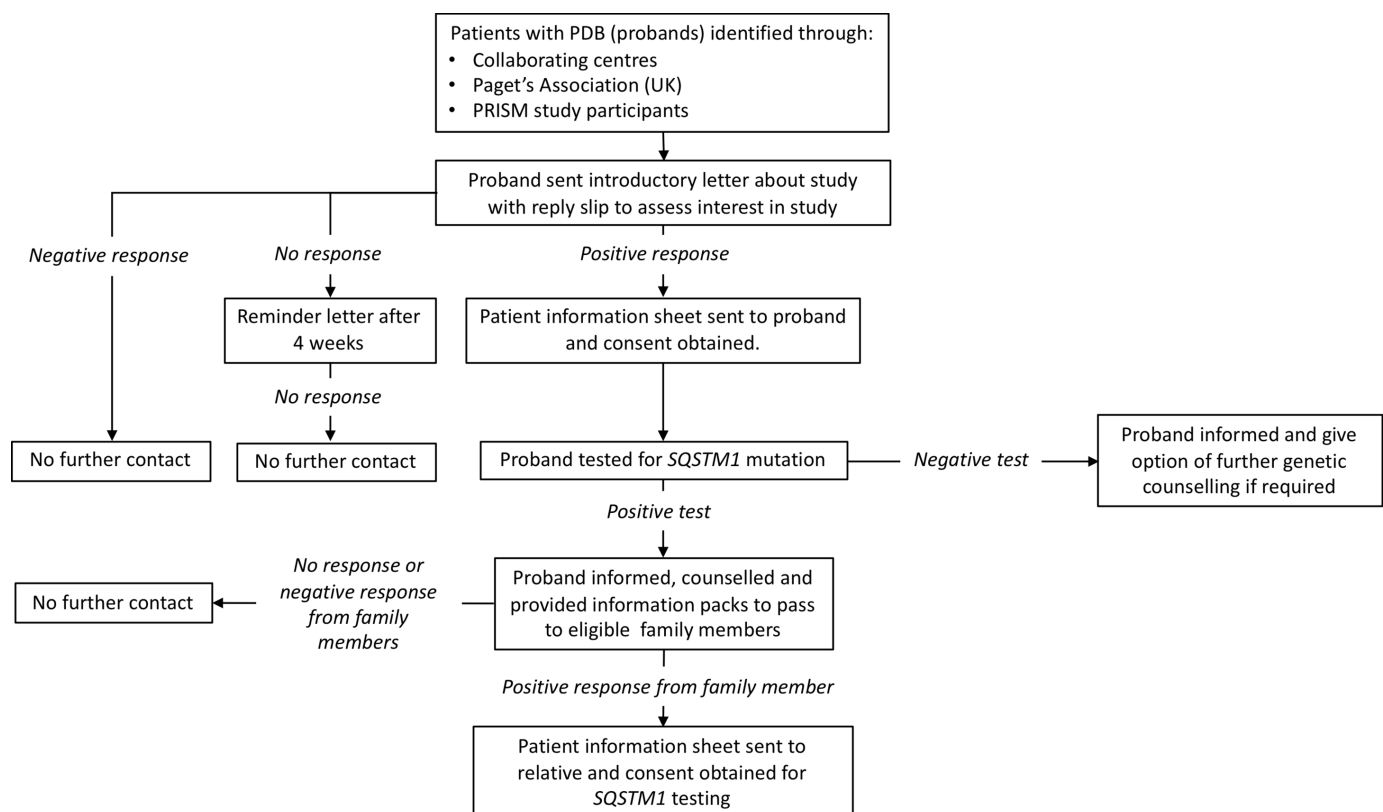 Patients with PDB (probands) identified through:
• Collaborating centres
• Paget's Association (UK)
• PRISM study participants
Proband sent introductory letter about study
with reply slip to assess interest in study
Negative response
No response
Positive response
Reminder letter after
4 weeks
Patient information sheet sent to proband
and consent obtained.
No response
No further contact
No further contact
Proband tested for SQSTM1 mutation
Negative test
Proband informed and give
option of further genetic
counselling if required
Positive test
No further contact
No response or
negative response
from family
members
Proband informed, counselled and
provided information packs to pass
to eligible family members
Positive response from family member
Patient information sheet sent to
relative and consent obtained for
SQSTM1 testing